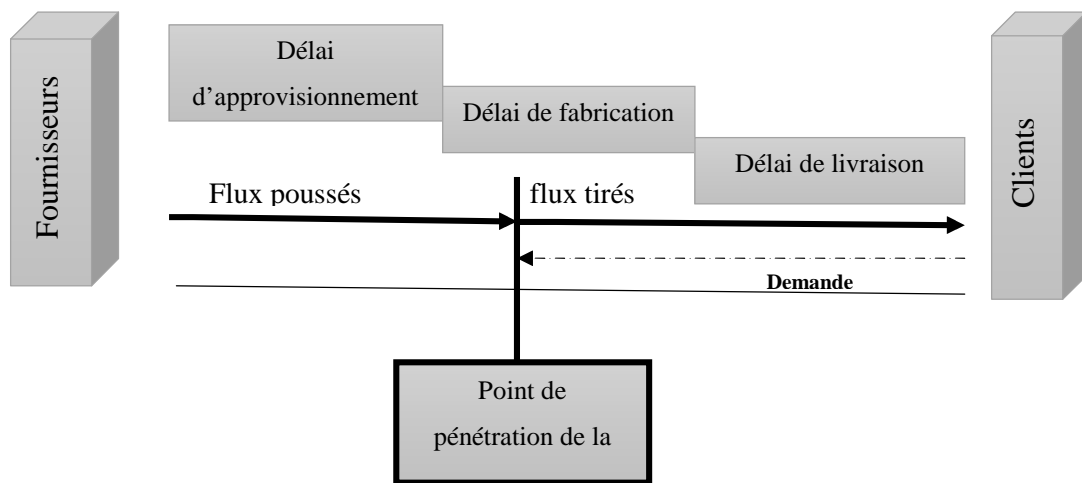 Fournisseurs
Délai
d’approvisionnement
Délai de fabrication
Délai de livraison
Clients
Flux poussés
flux tirés
Demande
Point de
pénétration de la